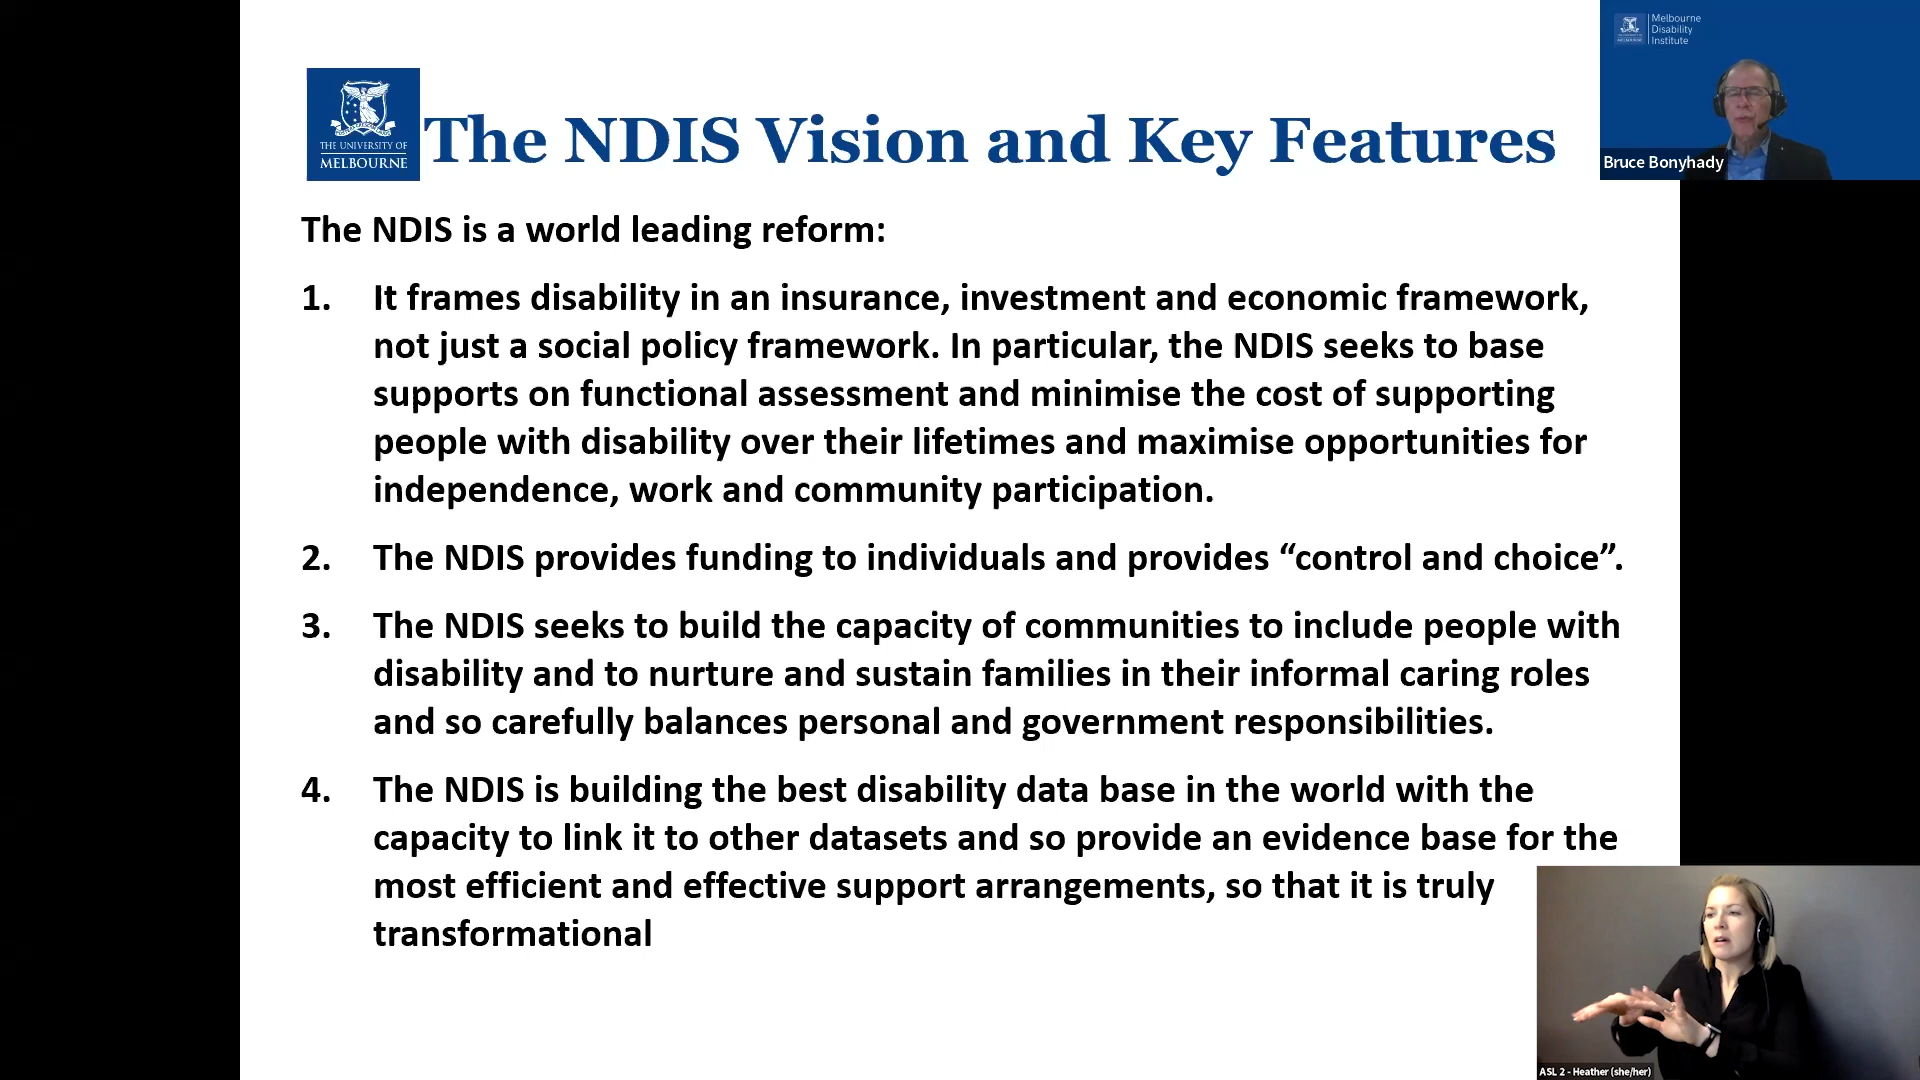 THE UNIVERSITY OF
MELBOURNE
The NDIS Vision and Key Features
The NDIS is a world leading reform:
1. It frames disability in an insurance, investment and economic framework,
not just a social policy framework. In particular, the NDIS seeks to base
supports on functional assessment and minimise the cost of supporting
people with disability over their lifetimes and maximise opportunities for
independence, work and community participation.
2. The NDIS provides funding to individuals and provides “control and choice”.
3. The NDIS seeks to build the capacity of communities to include people with
disability and to nurture and sustain families in their informal caring roles
and so carefully balances personal and government responsibilities.
4. The NDIS is building the best disability data base in the world with the
capacity to link it to other datasets and so provide an evidence base for the
most efficient and effective support arrangements, so that it is truly
transformational
Melbourne
Disability
Institute
Bruce Bonyhady
ASL 2 - Heather (she/her)